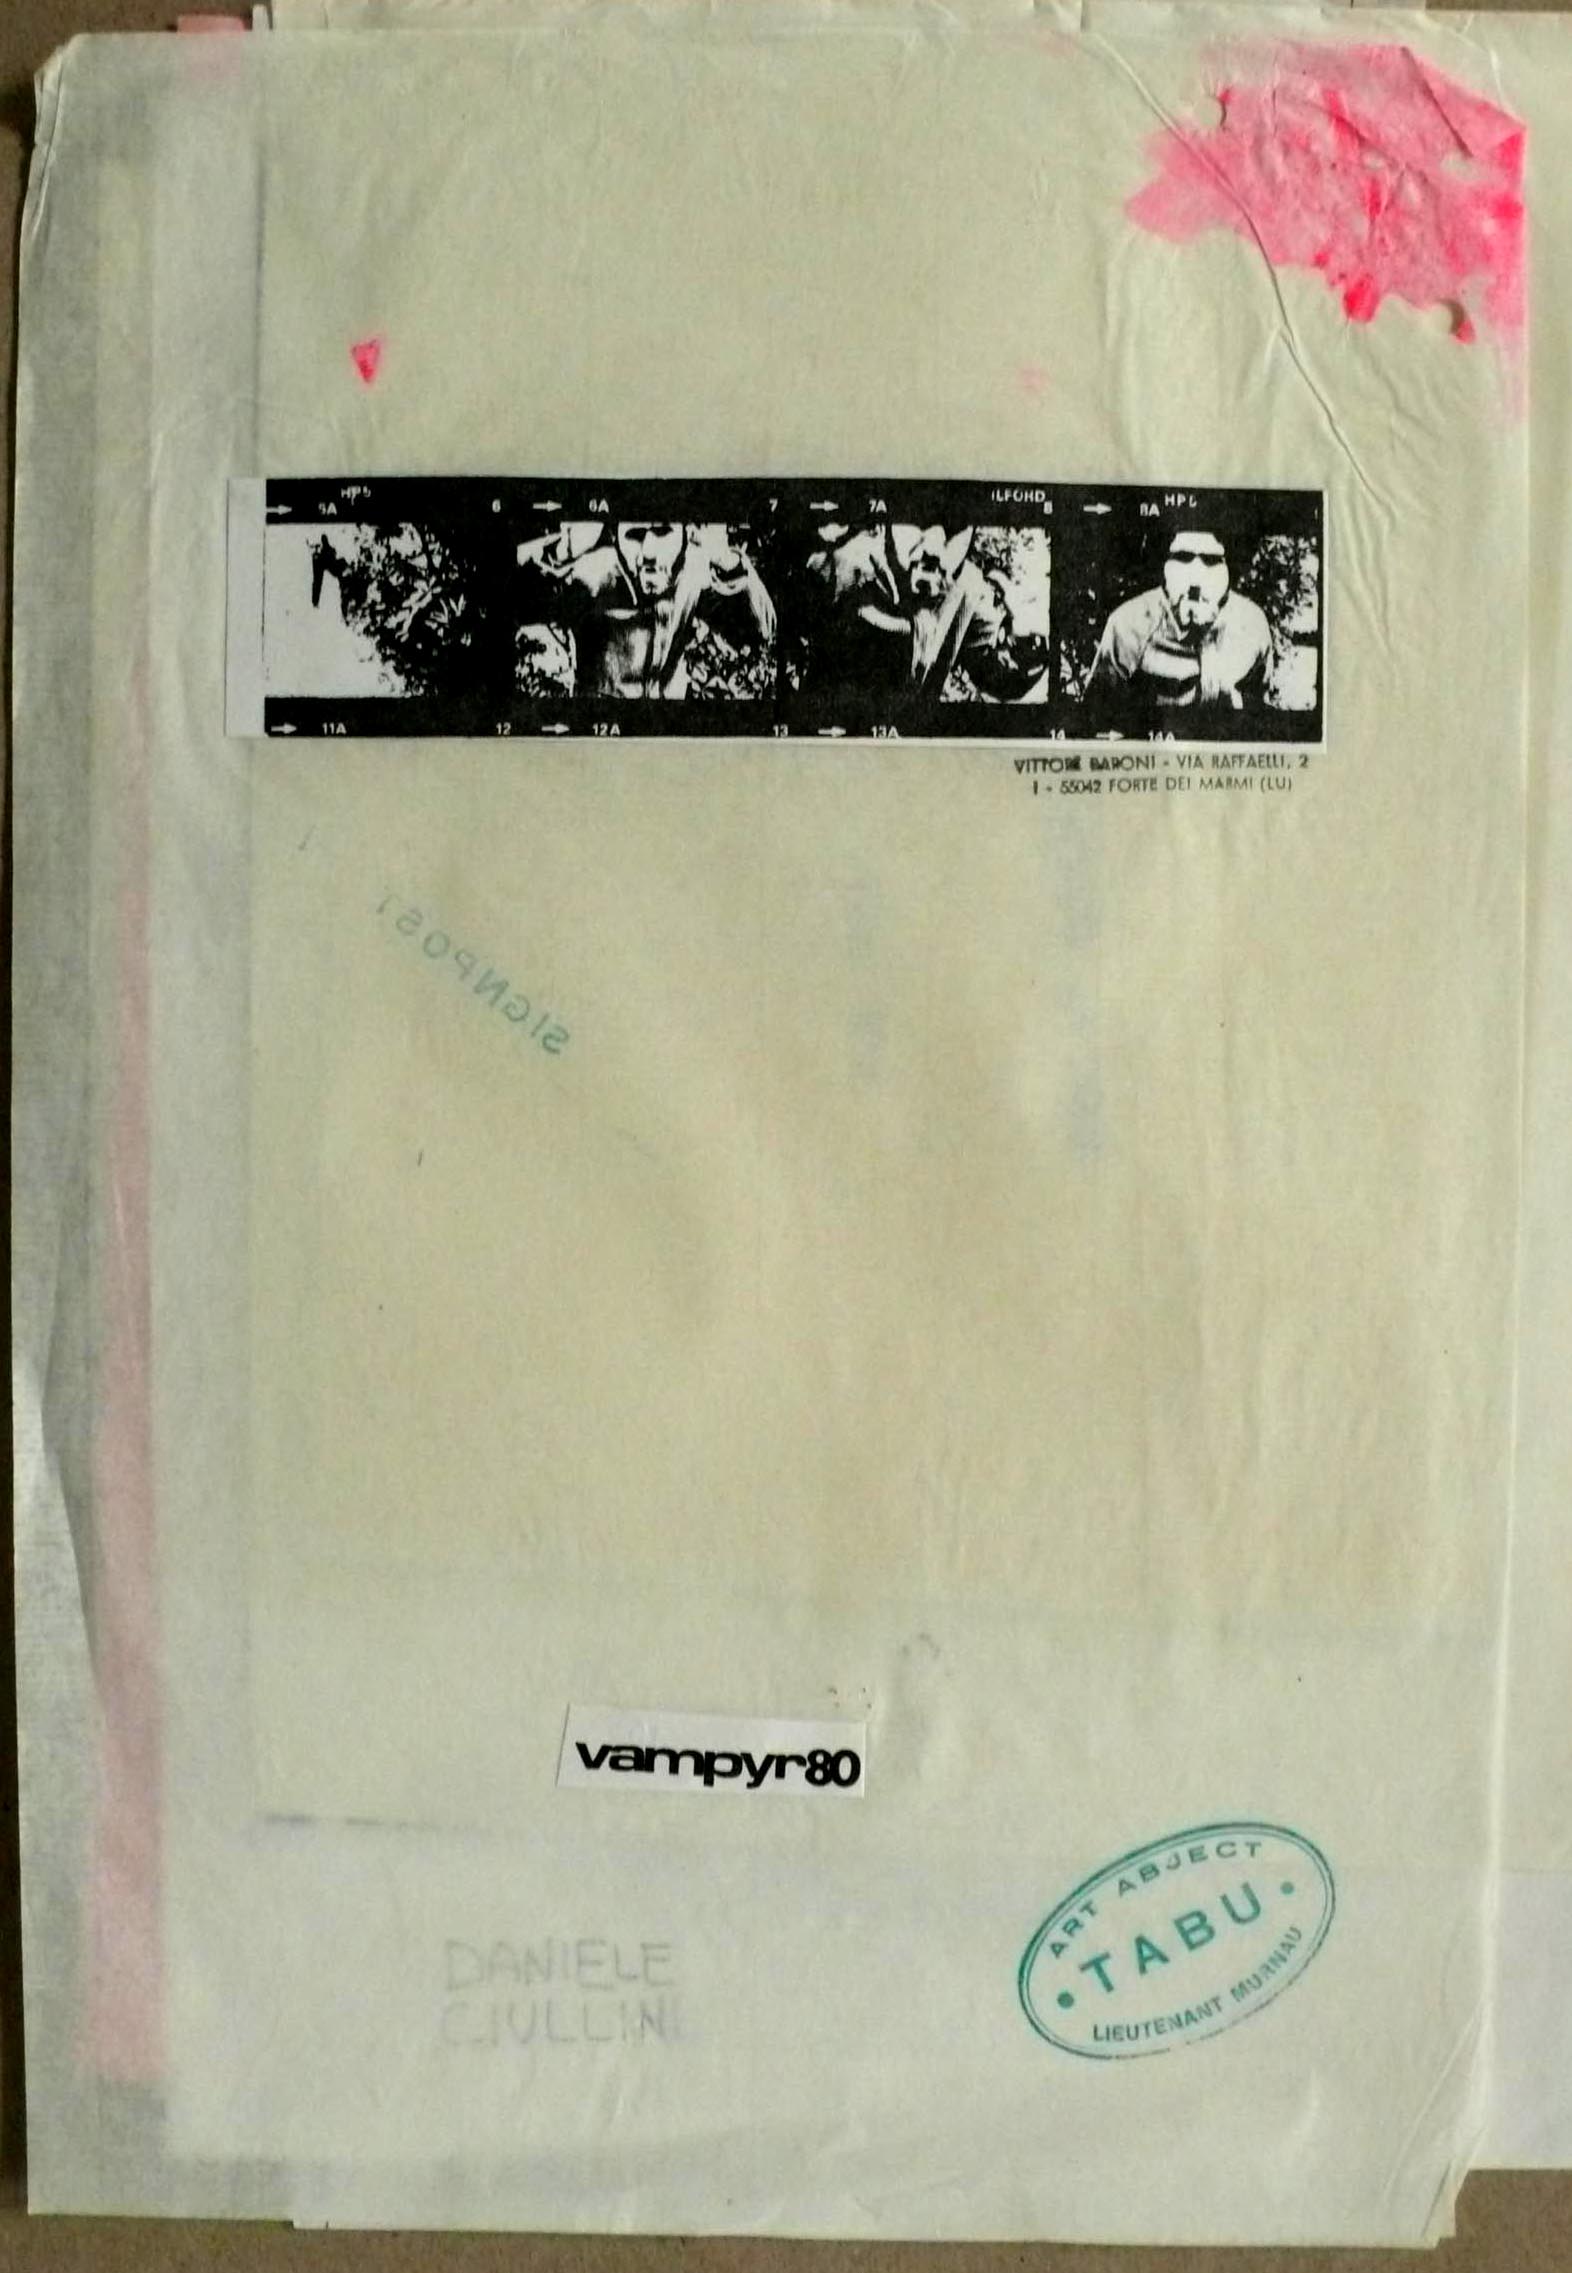 HP5
5A 6 6A 7 7A ILFORD 8 8A HP5
11A 12 12A 13 13A 14 14A
VITTORE BARONI - VIA RAFFAELLI, 2
I - 55042 FORTE DEI MARMI (LU)
SIGNPOST
vampyr80
ART ABJECT
TABU
LIEUTENANT MURNAU
DANIELE
CIULLINI